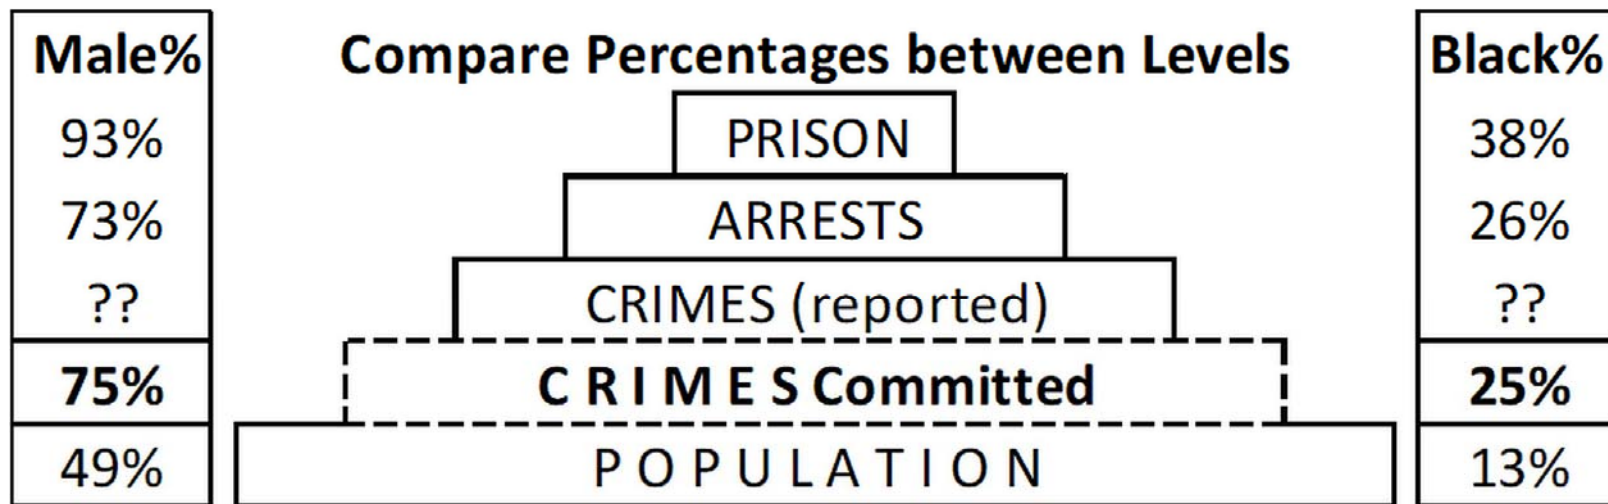 Male% Compare Percentages between Levels Black%
93% PRISON 38%
73% ARRESTS 26%
?? CRIMES (reported) ??
75% C R I M E S Committed 25%
49% P O P U L A T I O N 13%